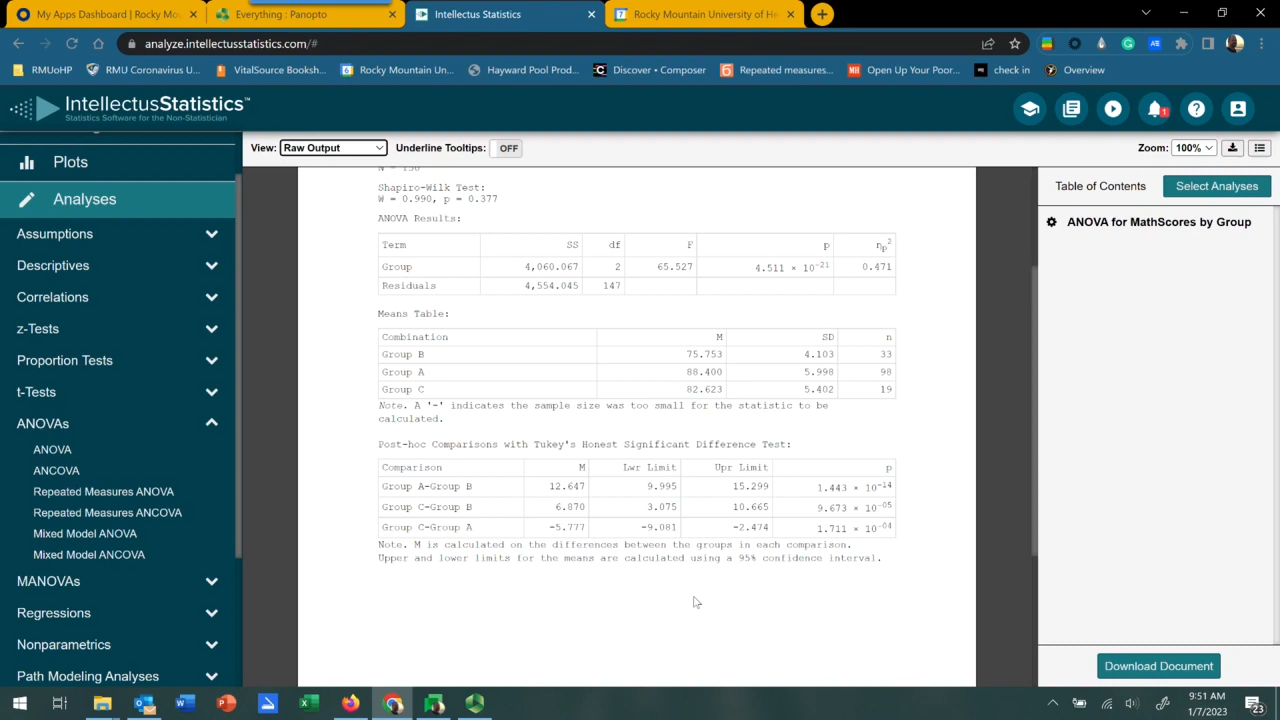 My Apps Dashboard | Rocky Mo
Everything : Panopto
Intellectus Statistics
Rocky Mountain University of He
analyze.intellectusstatistics.com/#
RMUoHP
RMU Coronavirus U...
VitalSource Booksh...
Rocky Mountain Un...
Hayward Pool Prod...
Discover • Composer
Repeated measures...
Open Up Your Poor...
check in
Overview
IntellectusStatistics™
Statistics Software for the Non-Statistician
1
View: Raw Output
Underline Tooltips: OFF
Zoom: 100%
Plots
Analyses
Assumptions
Descriptives
Correlations
z-Tests
Proportion Tests
t-Tests
ANOVAs
ANOVA
ANCOVA
Repeated Measures ANOVA
Repeated Measures ANCOVA
Mixed Model ANOVA
Mixed Model ANCOVA
MANOVAs
Regressions
Nonparametrics
Path Modeling Analyses
N = 150
Shapiro-Wilk Test:
W = 0.990, p = 0.377
ANOVA Results:
Term SS df F p ηp2
Group 4,060.067 2 65.527 4.511 × 10-21 0.471
Residuals 4,554.045 147
Means Table:
Combination M SD n
Group B 75.753 4.103 33
Group A 88.400 5.998 98
Group C 82.623 5.402 19
Note. A '-' indicates the sample size was too small for the statistic to be
calculated.
Post-hoc Comparisons with Tukey's Honest Significant Difference Test:
Comparison M Lwr Limit Upr Limit p
Group A-Group B 12.647 9.995 15.299 1.443 × 10-14
Group C-Group B 6.870 3.075 10.665 9.673 × 10-05
Group C-Group A -5.777 -9.081 -2.474 1.711 × 10-04
Note. M is calculated on the differences between the groups in each comparison.
Upper and lower limits for the means are calculated using a 95% confidence interval.
Table of Contents
Select Analyses
ANOVA for MathScores by Group
Download Document
9:51 AM
1/7/2023
23